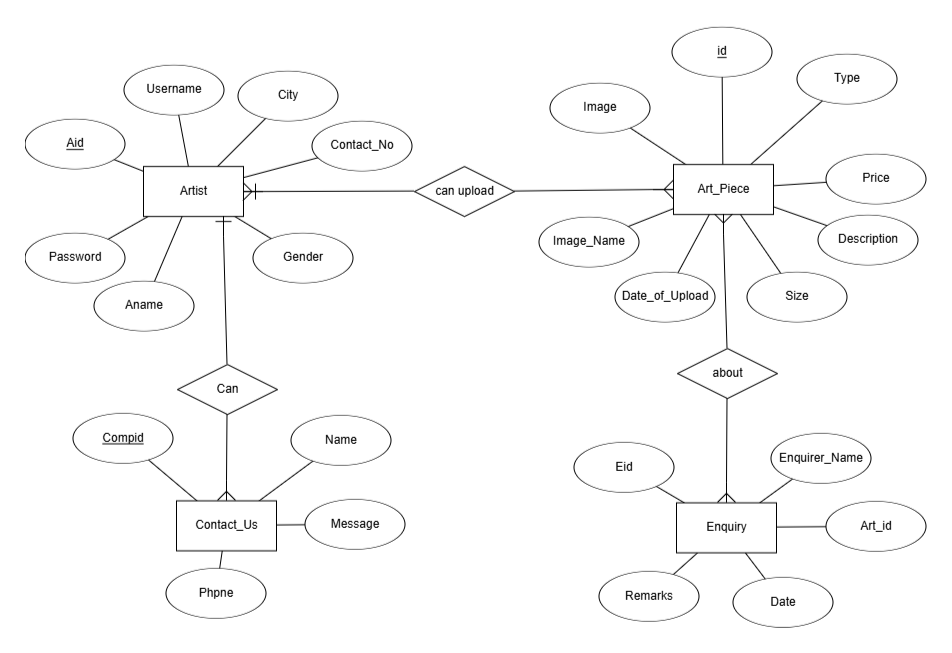 id
Type
Username
City
Image
Aid
Contact_No
Price
Artist
can upload
Art_Piece
Description
Image_Name
Password
Gender
Aname
Date_of_Upload
Size
about
Can
Compid
Name
Enquirer_Name
Eid
Contact_Us
Message
Enquiry
Art_id
Phpne
Remarks
Date